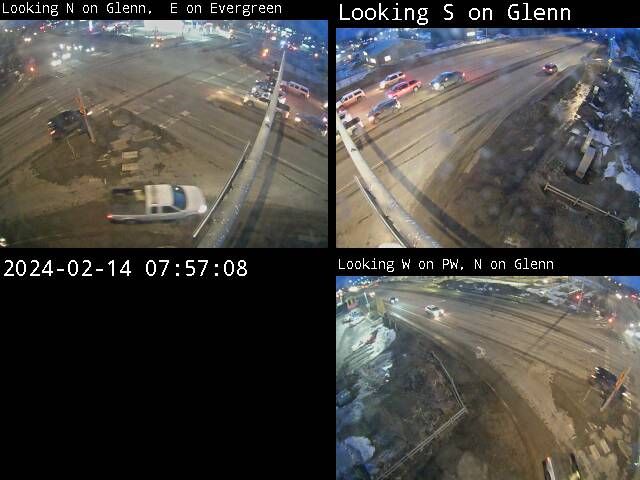 Looking N on Glenn,  E on Evergreen
Looking S on Glenn
2024-02-14 07:57:08
Looking W on PW, N on Glenn